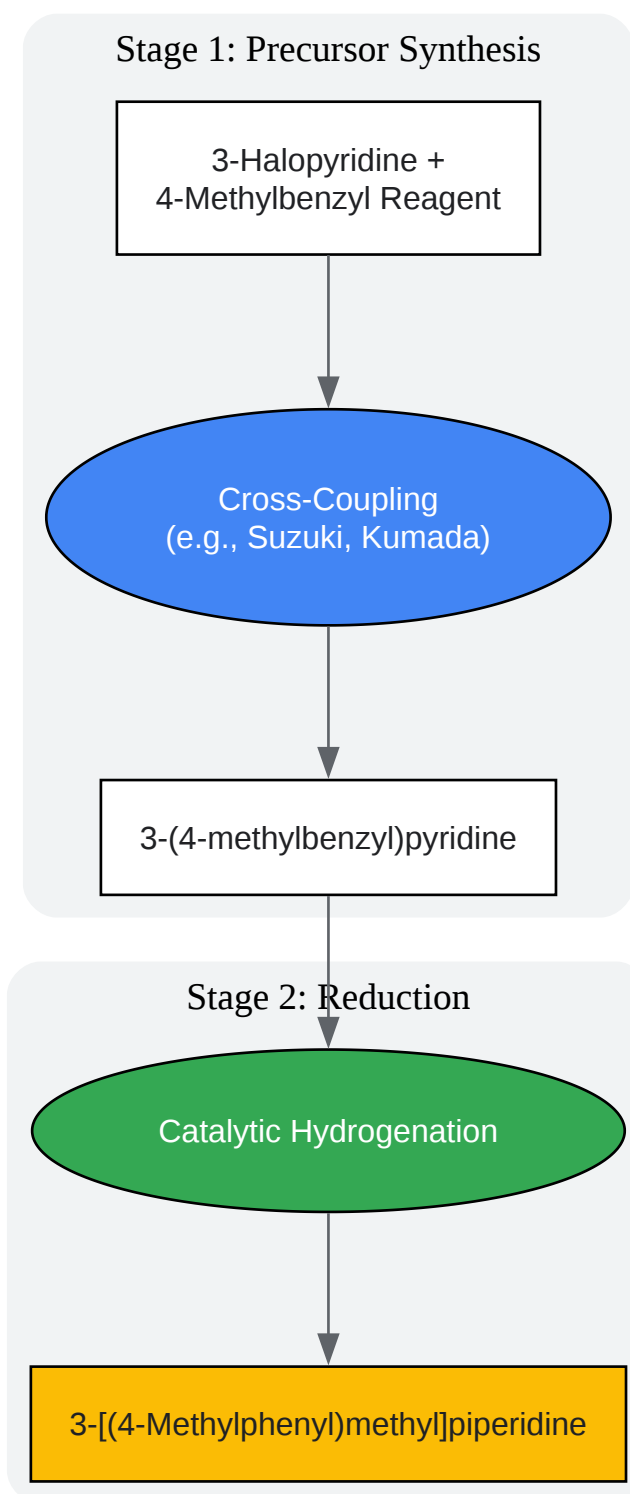 Stage 1: Precursor Synthesis
3-Halopyridine +
4-Methylbenzyl Reagent
Cross-Coupling
(e.g., Suzuki, Kumada)
3-(4-methylbenzyl)pyridine
Stage 2: Reduction
Catalytic Hydrogenation
3-[(4-Methylphenyl)methyl]piperidine